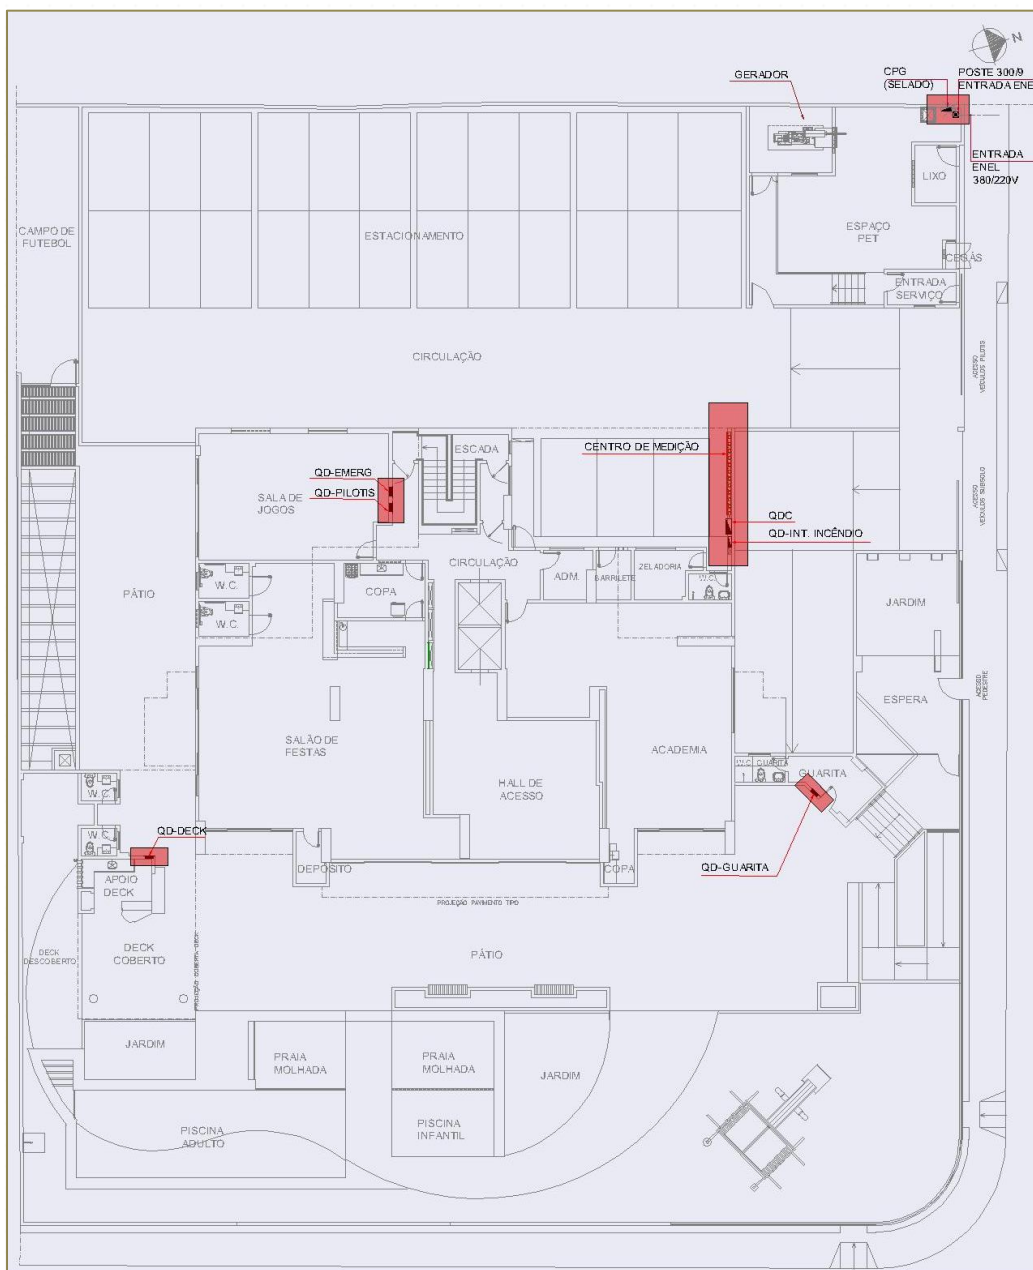 N
GERADOR
CPG
(SELADO)
POSTE 300/9
ENTRADA ENE
ENTRADA
ENEL
380/220V
LIXO
CAMPO DE
FUTEBOL
ESTACIONAMENTO
ESPAÇO
PET
CEGÁS
ENTRADA
SERVIÇO
CIRCULAÇÃO
ACESSO
VEÍCULOS PILOTIS
ESCADA
CENTRO DE MEDIÇÃO
QD-EMERG
QD-PILOTIS
SALA DE
JOGOS
ACESSO
VEÍCULOS SUBSOLO
QDC
QD-INT. INCÊNDIO
CIRCULAÇÃO
ADM.
BARRILETE
ZELADORIA
W.C.
PÁTIO
W.C.
COPA
W.C.
JARDIM
ACESSO
PEDESTRE
ESPERA
SALÃO DE
FESTAS
ACADEMIA
HALL DE
ACESSO
W.C.
GUARITA
GUARITA
W.C.
W.C.
QD-DECK
DEPÓSITO
COPA
QD-GUARITA
APOIO
DECK
PROJEÇÃO PAVIMENTO TIPO
DECK
DESCOBERTO
DECK
COBERTO
PROJEÇÃO COBERTA DECK
PÁTIO
JARDIM
PRAIA
MOLHADA
PRAIA
MOLHADA
JARDIM
PISCINA
ADULTO
PISCINA
INFANTIL